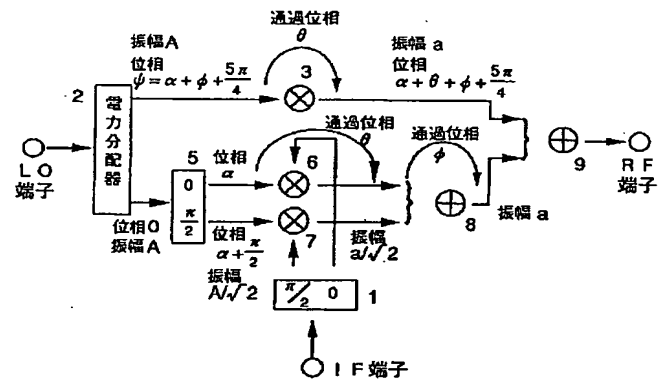 通過位相
θ
振幅A
位相
ψ=α+φ+5π/4
3
振幅a
位相
α+θ+φ+5π/4
2
電力分配器
LO
端子
5
0
π/2
位相
α
通過位相
θ
6
7
通過位相
φ
8
9
RF
端子
振幅a
位相0
振幅A
位相
α+π/2
振幅
A/√2
振幅
a/√2
π/2
0
1
IF端子